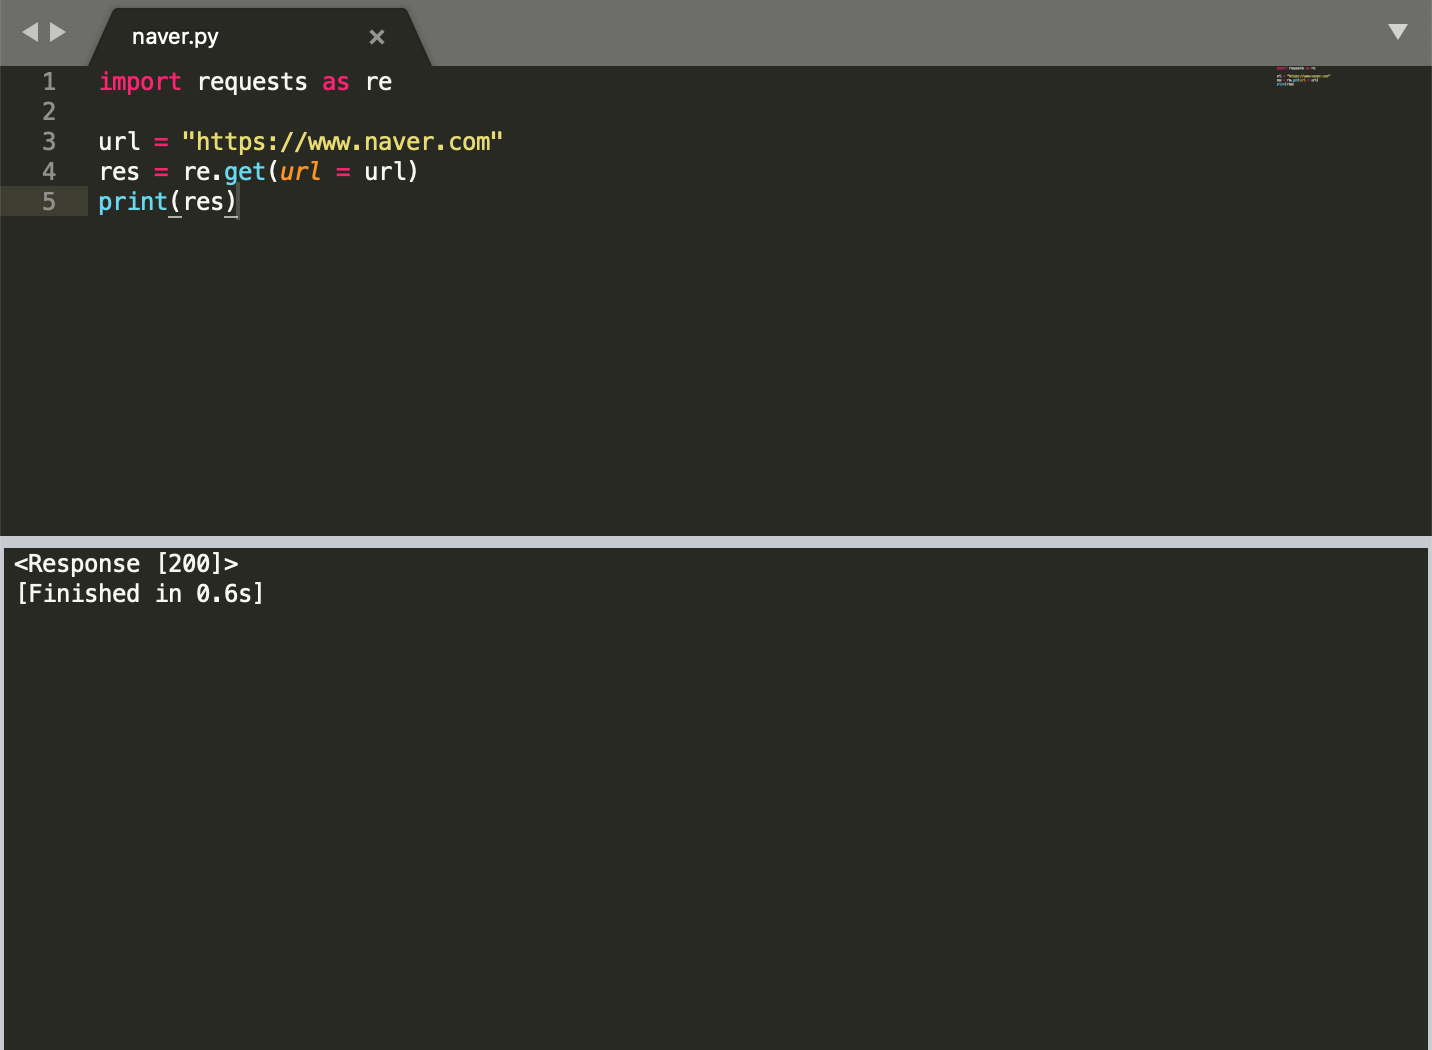 naver.py
1 import requests as re
2
3 url = "https://www.naver.com"
4 res = re.get(url = url)
5 print(res)
<Response [200]>
[Finished in 0.6s]